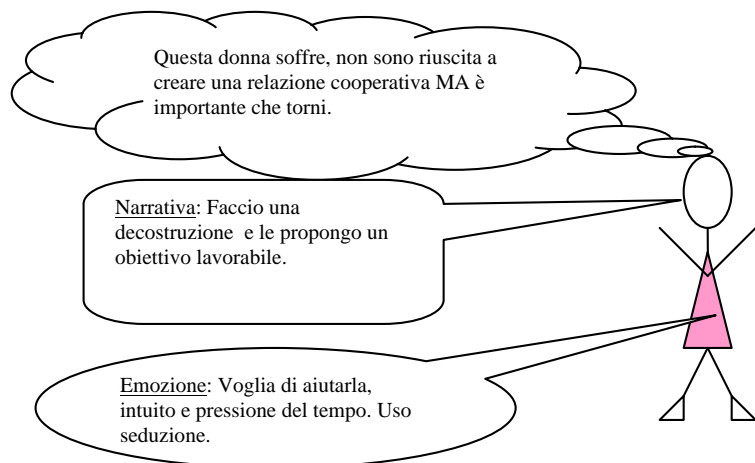 Questa donna soffre, non sono riuscita a
creare una relazione cooperativa MA è
importante che torni.
Narrativa: Faccio una
decostruzione e le propongo un
obiettivo lavorabile.
Emozione: Voglia di aiutarla,
intuito e pressione del tempo. Uso
seduzione.